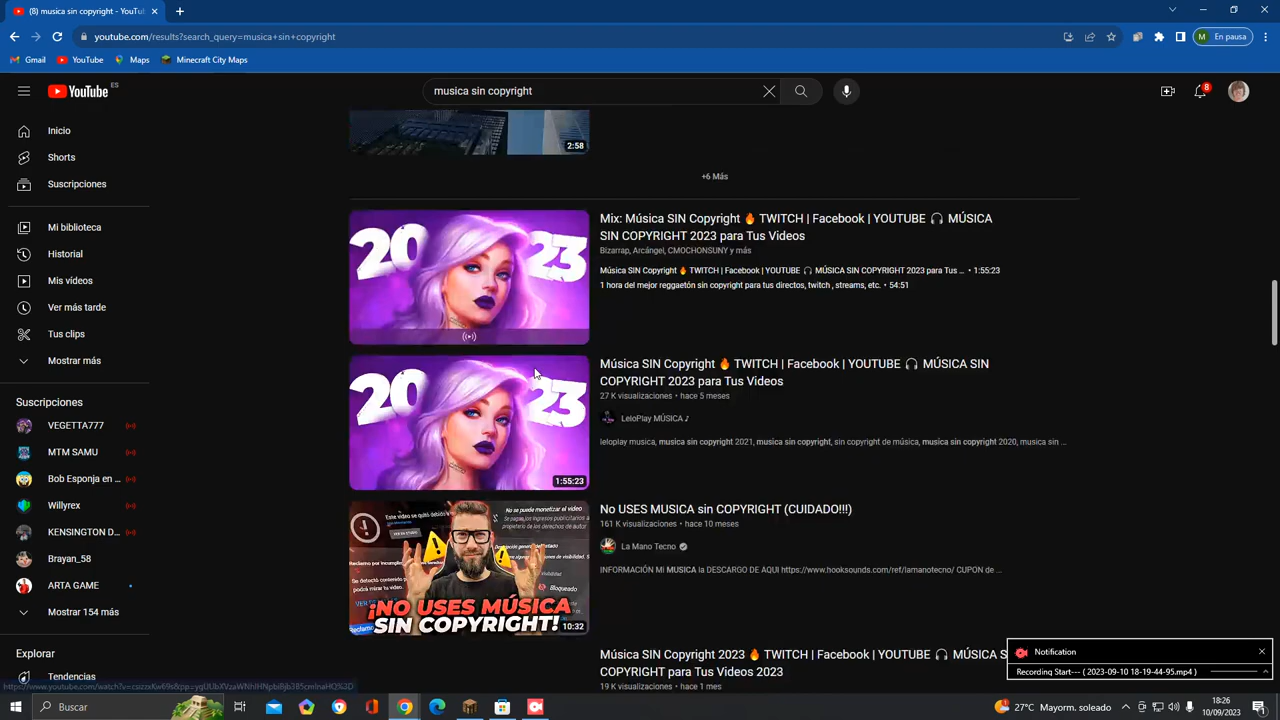 (8) musica sin copyright - YouTu
youtube.com/results?search_query=musica+sin+copyright
M En pausa
Gmail YouTube Maps Minecraft City Maps
YouTube ES
musica sin copyright
8
Inicio
Shorts
Suscripciones
Mi biblioteca
Historial
Mis vídeos
Ver más tarde
Tus clips
Mostrar más
Suscripciones
VEGETTA777
MTM SAMU
Bob Esponja en ...
Willyrex
KENSINGTON D...
Brayan_58
ARTA GAME
Mostrar 154 más
Explorar
Tendencias
2:58
+6 Más
20 23
Mix: Música SIN Copyright 🔥 TWITCH | Facebook | YOUTUBE 🎧 MÚSICA
SIN COPYRIGHT 2023 para Tus Videos
Bizarrap, Arcángel, CMOCHONSUNY y más
Música SIN Copyright 🔥 TWITCH | Facebook | YOUTUBE 🎧 MÚSICA SIN COPYRIGHT 2023 para Tus V... • 1:55:23
1 hora del mejor reggaetón sin copyright para tus directos, twitch , streams, etc. • 54:51
20 23
1:55:23
Música SIN Copyright 🔥 TWITCH | Facebook | YOUTUBE 🎧 MÚSICA SIN
COPYRIGHT 2023 para Tus Videos
27 K visualizaciones • hace 5 meses
LeloPlay MÚSICA ♪
leloplay musica, musica sin copyright 2021, musica sin copyright, sin copyright de música, musica sin copyright 2020, musica sin ...
¡NO USES MÚSICA
SIN COPYRIGHT!
10:32
No USES MUSICA sin COPYRIGHT (CUIDADO!!!)
161 K visualizaciones • hace 10 meses
La Mano Tecno
INFORMACIÓN MI MUSICA la DESCARGO DE AQUI https://www.hooksounds.com/ref/lamanotecno/ CUPON de ...
Música SIN Copyright 2023 🔥 TWITCH | Facebook | YOUTUBE 🎧 MÚSICA S
COPYRIGHT para Tus Videos 2023
19 K visualizaciones • hace 1 mes
Notification
Recording Start--- ( 2023-09-10 18-19-44-95.mp4 )
Buscar
27°C Mayorm. soleado
18:26
10/09/2023